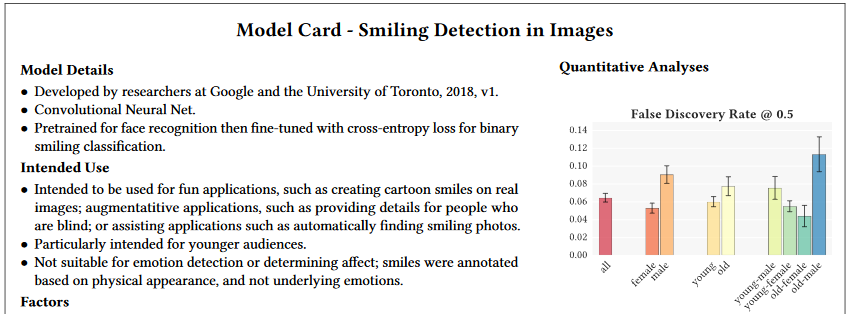 Model Card - Smiling Detection in Images
Model Details
• Developed by researchers at Google and the University of Toronto, 2018, v1.
• Convolutional Neural Net.
• Pretrained for face recognition then fine-tuned with cross-entropy loss for binary
smiling classification.
Intended Use
• Intended to be used for fun applications, such as creating cartoon smiles on real
images; augmentatitive applications, such as providing details for people who
are blind; or assisting applications such as automatically finding smiling photos.
• Particularly intended for younger audiences.
• Not suitable for emotion detection or determining affect; smiles were annotated
based on physical appearance, and not underlying emotions.
Factors
Quantitative Analyses
False Discovery Rate @ 0.5
0.14
0.12
0.10
0.08
0.06
0.04
0.02
0.00
all
female
male
young
old
young-male
young-female
old-female
old-male